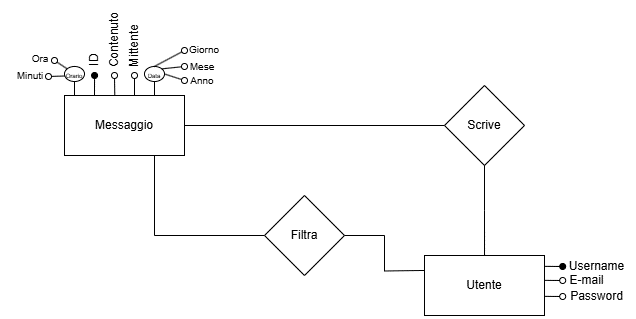 Contenuto
Mittente
ID
Ora
Minuti
Orario
Data
Giorno
Mese
Anno
Messaggio
Scrive
Filtra
Utente
Username
E-mail
Password